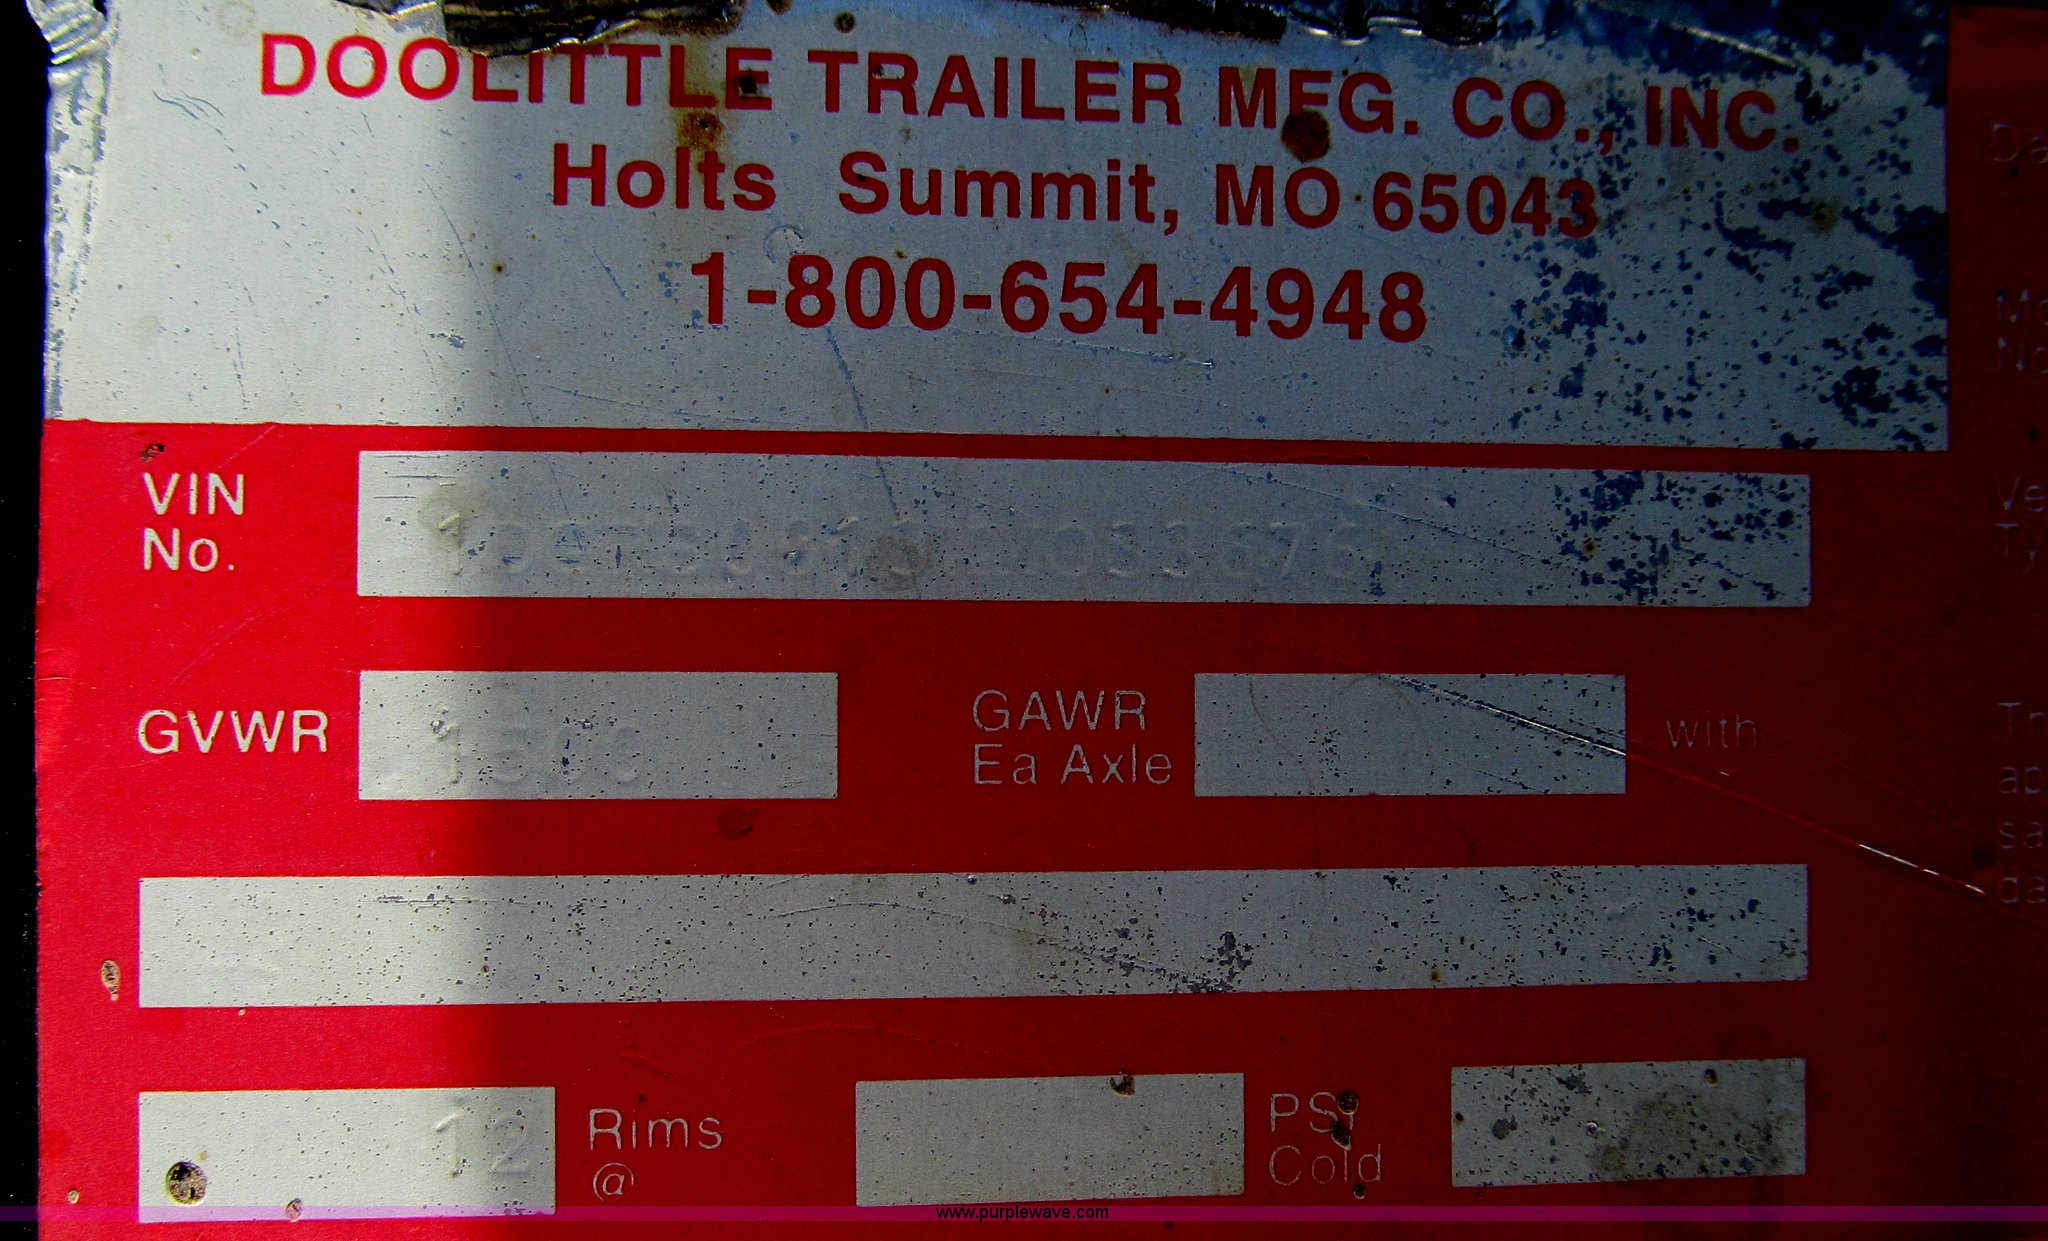 DOOLITTLE TRAILER MFG. CO., INC.
Holts Summit, MO 65043
1-800-654-4948
VIN
No.
GVWR
1500
GAWR
Ea Axle
with
12
Rims
@
PSI
Cold
www.purplewave.com